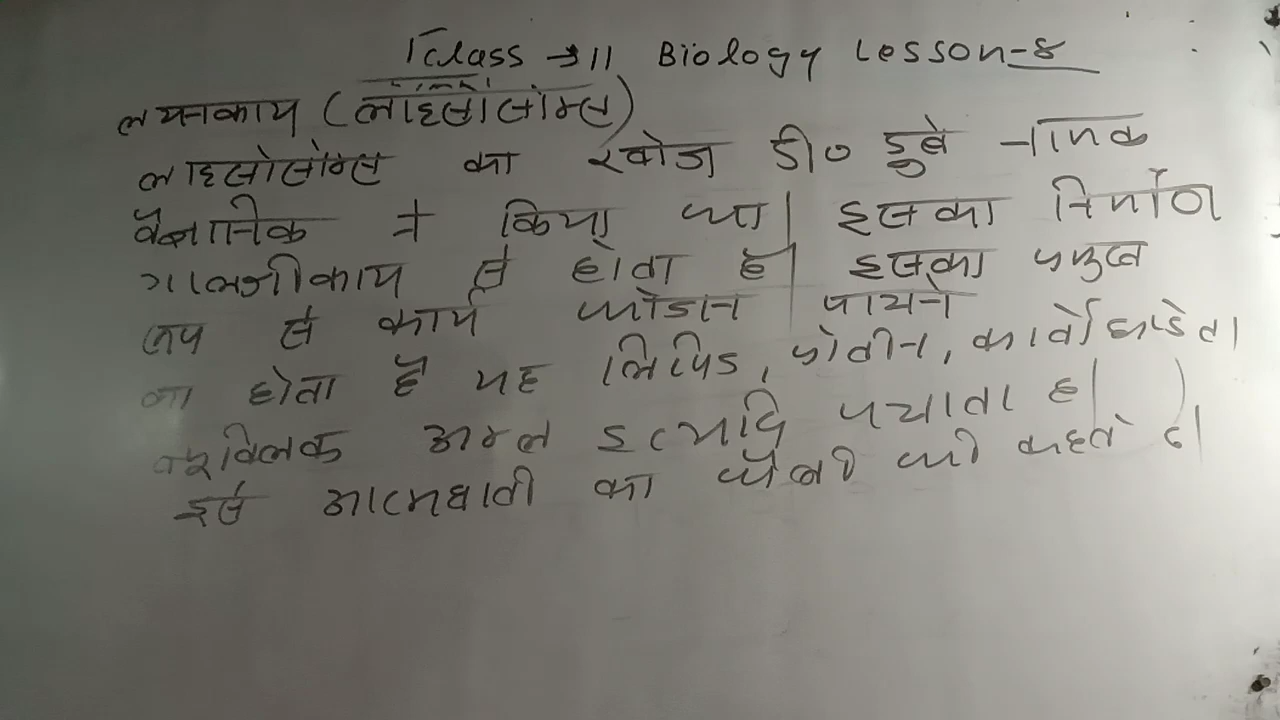 Class → 11 Biology Lesson-8
लयनकाय (लाइसोसोम्स)
लाइसोसोम्स का खोज डी० डुबे नामक
वैज्ञानिक ने किया था। इसका निर्माण
गाल्जीकाय से होता है। इसका प्रमुख
रूप से कार्य भोजन पाचने
का होता है यह लिपिड, प्रोटीन, कार्बोहाइड्रेट
न्यूक्लिक अम्ल इत्यादि पचाता है।
इसे आत्मघाती का थैली भी कहते है।